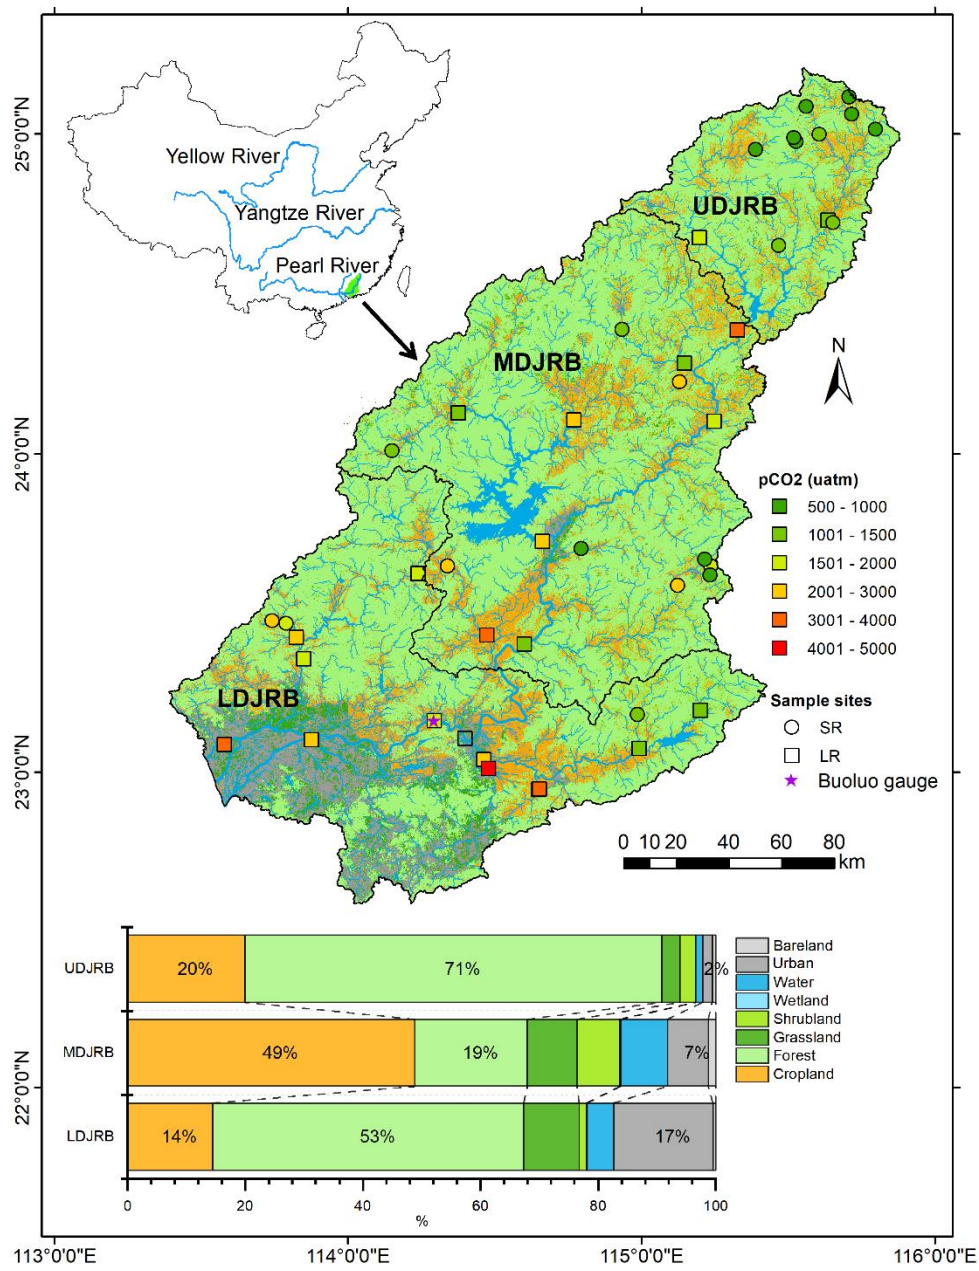 25°0'0"N
24°0'0"N
23°0'0"N
22°0'0"N
Yellow River
Yangtze River
Pearl River
UDJRB
MDJRB
LDJRB
N
pCO2 (uatm)
500 - 1000
1001 - 1500
1501 - 2000
2001 - 3000
3001 - 4000
4001 - 5000
Sample sites
SR
LR
Buoluo gauge
0 10 20 40 60 80
km
UDJRB 20% 71% 2%
MDJRB 49% 19% 7%
LDJRB 14% 53% 17%
0 20 40 60 80 100
%
Bareland
Urban
Water
Wetland
Shrubland
Grassland
Forest
Cropland
113°0'0"E 114°0'0"E 115°0'0"E 116°0'0"E